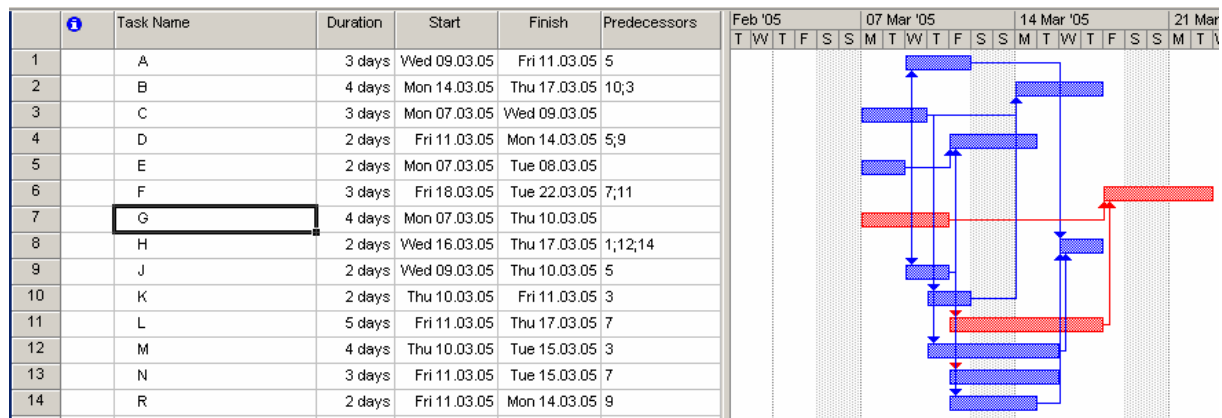 Task Name Duration Start Finish Predecessors Feb '05 07 Mar '05 14 Mar '05 21 Mar
T W T F S S M T W T F S S M T W T F S S M T
1 A 3 days Wed 09.03.05 Fri 11.03.05 5
2 B 4 days Mon 14.03.05 Thu 17.03.05 10;3
3 C 3 days Mon 07.03.05 Wed 09.03.05
4 D 2 days Fri 11.03.05 Mon 14.03.05 5;9
5 E 2 days Mon 07.03.05 Tue 08.03.05
6 F 3 days Fri 18.03.05 Tue 22.03.05 7;11
7 G 4 days Mon 07.03.05 Thu 10.03.05
8 H 2 days Wed 16.03.05 Thu 17.03.05 1;12;14
9 J 2 days Wed 09.03.05 Thu 10.03.05 5
10 K 2 days Thu 10.03.05 Fri 11.03.05 3
11 L 5 days Fri 11.03.05 Thu 17.03.05 7
12 M 4 days Thu 10.03.05 Tue 15.03.05 3
13 N 3 days Fri 11.03.05 Tue 15.03.05 7
14 R 2 days Fri 11.03.05 Mon 14.03.05 9